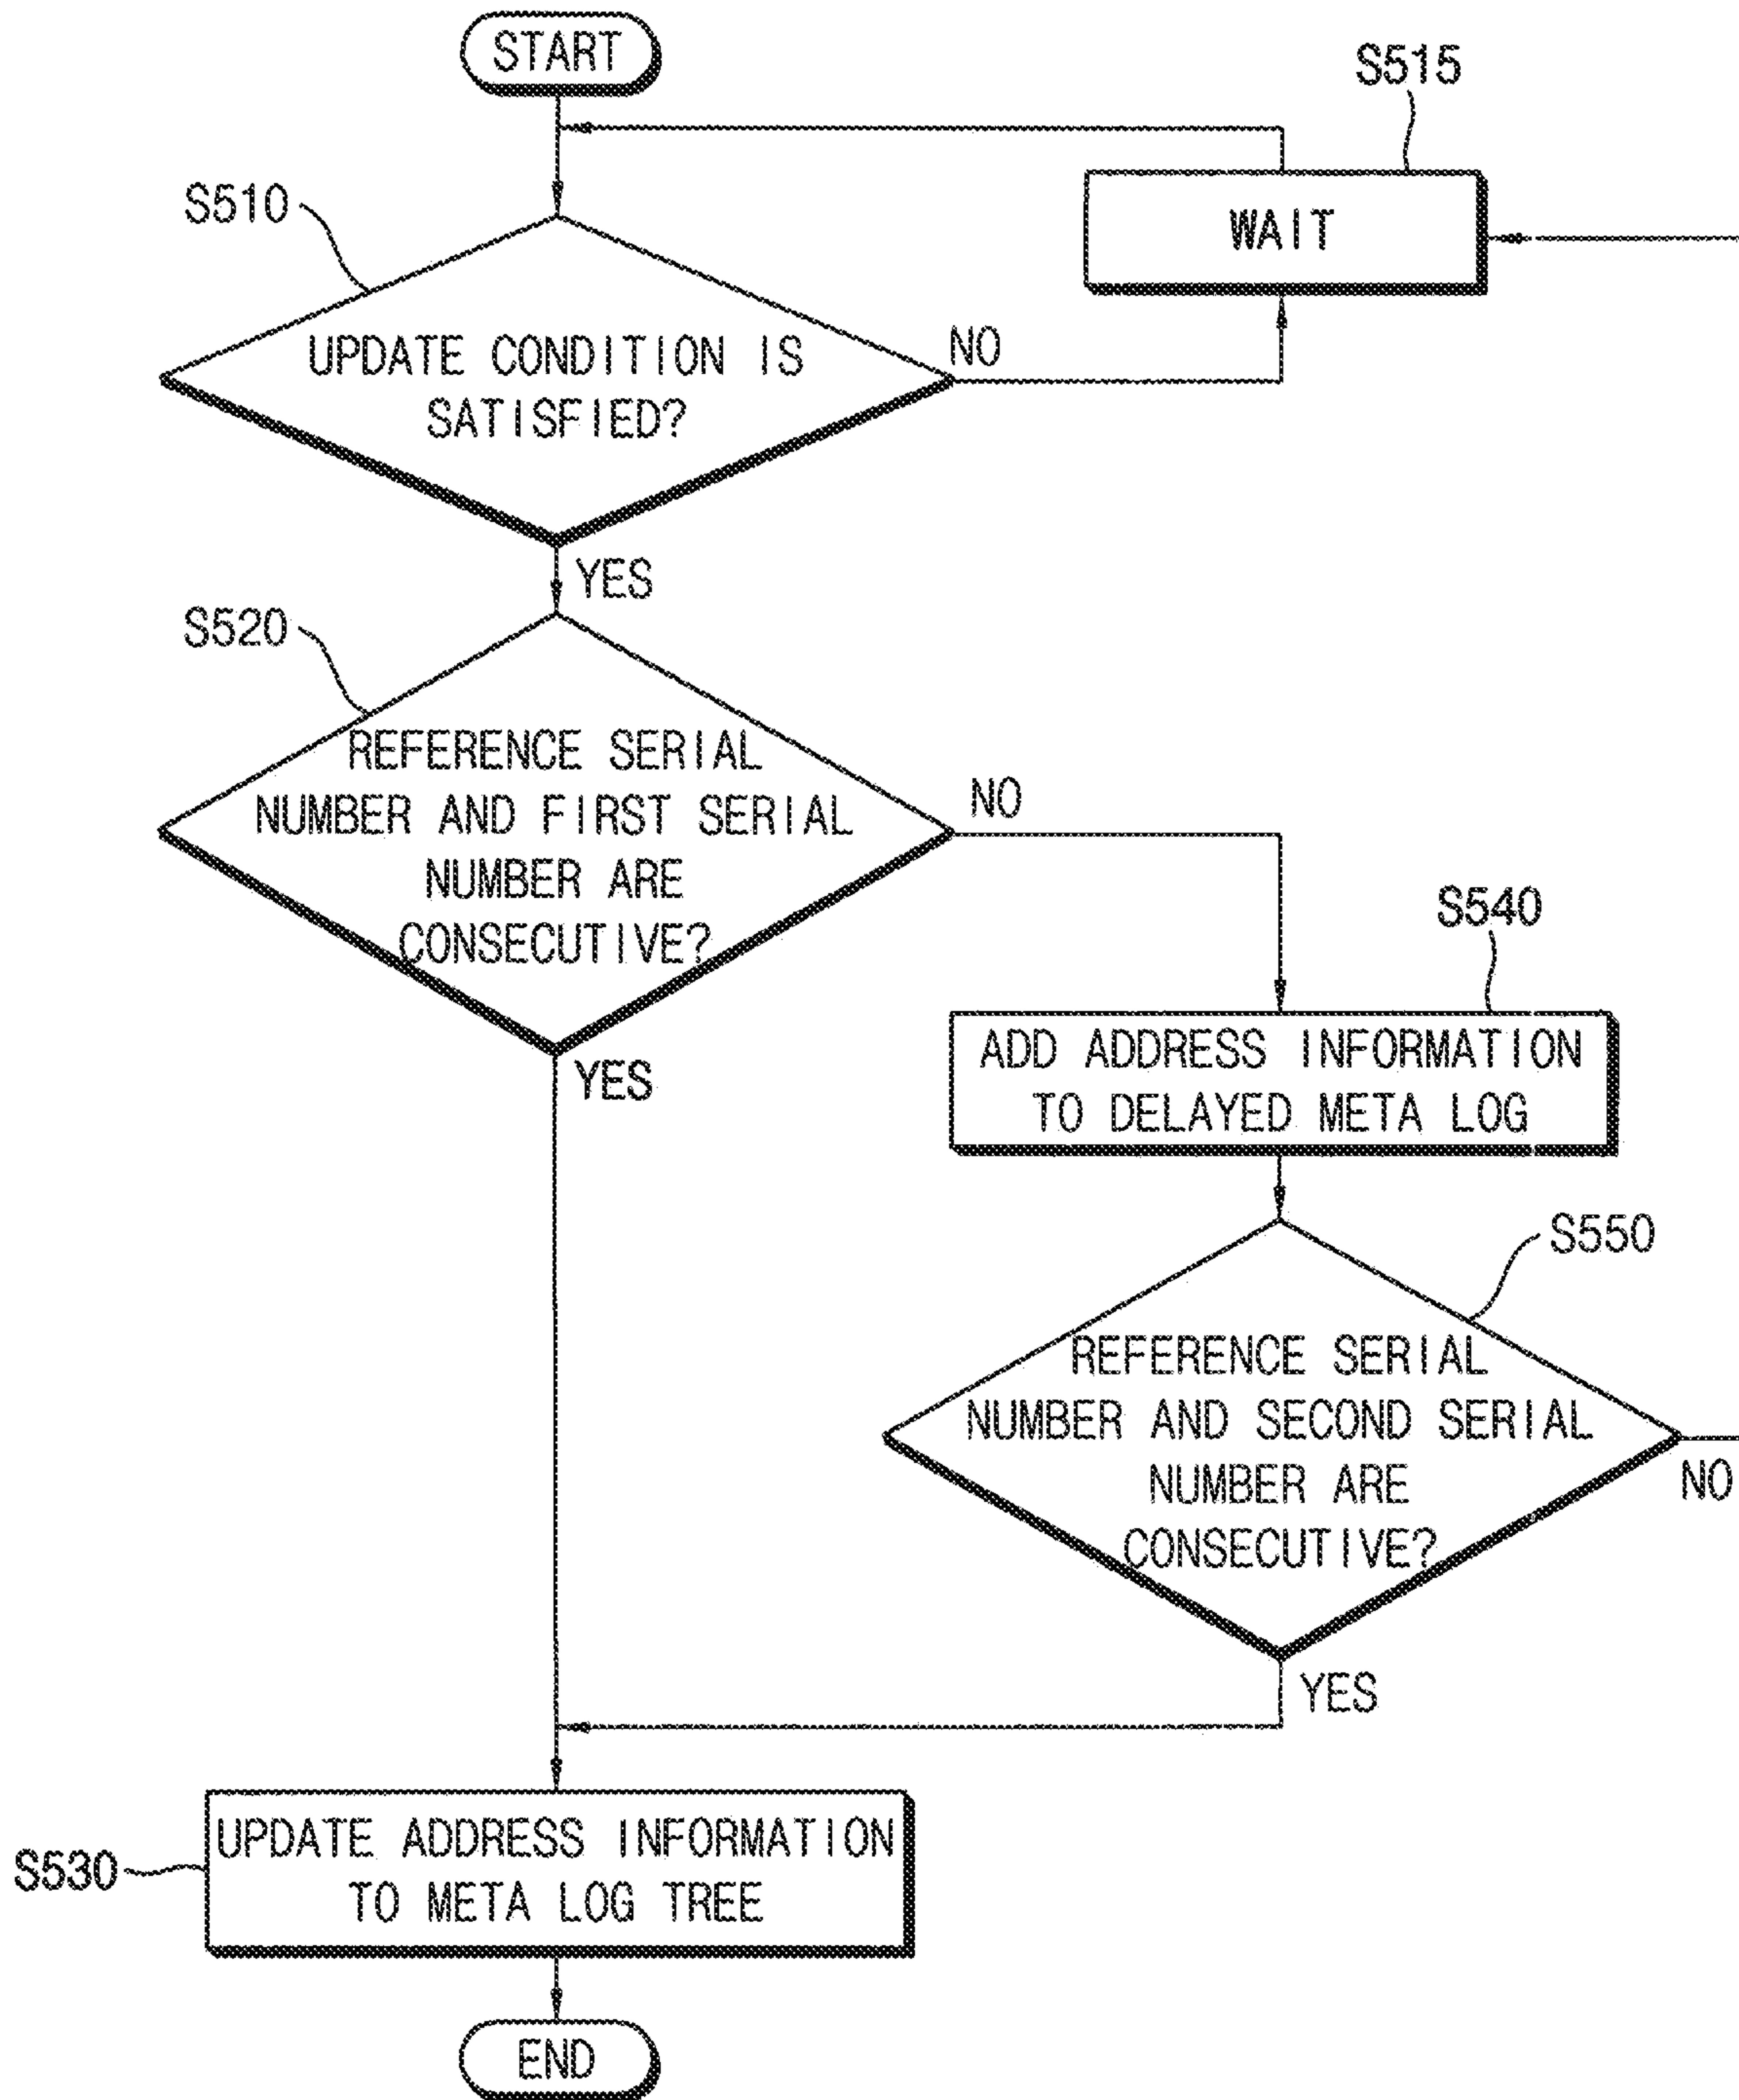 START
S515
WAIT
S510
UPDATE CONDITION IS
SATISFIED?
NO
YES
S520
REFERENCE SERIAL
NUMBER AND FIRST SERIAL
NUMBER ARE
CONSECUTIVE?
NO
YES
S540
ADD ADDRESS INFORMATION
TO DELAYED META LOG
S550
REFERENCE SERIAL
NUMBER AND SECOND SERIAL
NUMBER ARE
CONSECUTIVE?
NO
YES
S530
UPDATE ADDRESS INFORMATION
TO META LOG TREE
END